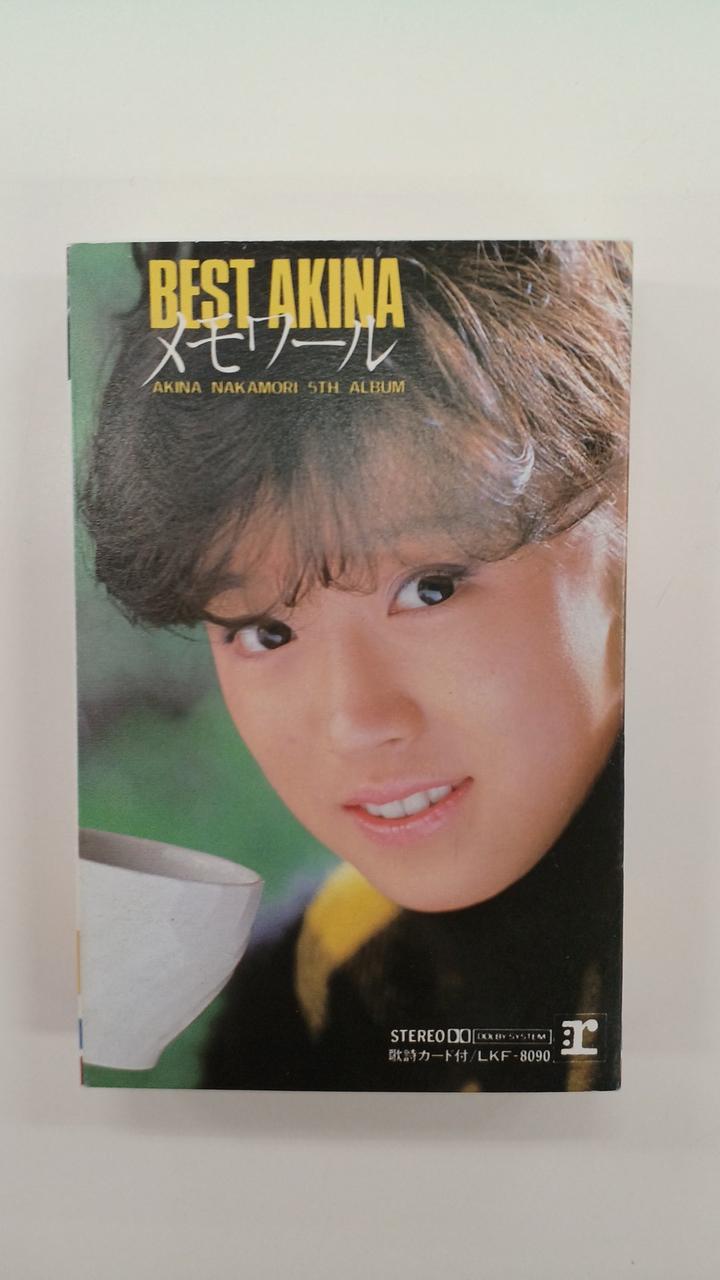 BEST AKINA
メモワール
AKINA NAKAMORI 5TH ALBUM
STEREO DOLBY SYSTEM
歌詩カード付/LKF-8090
r